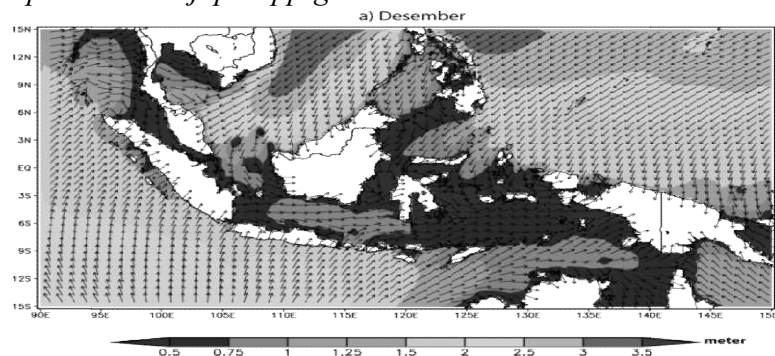 a) Desember
15N
12N
9N
6N
3N
EQ
3S
6S
9S
12S
15S
90E 95E 100E 105E 110E 115E 120E 125E 130E 135E 140E 145E
0.5 0.75 1 1.25 1.5 2 2.5 3 3.5 meter